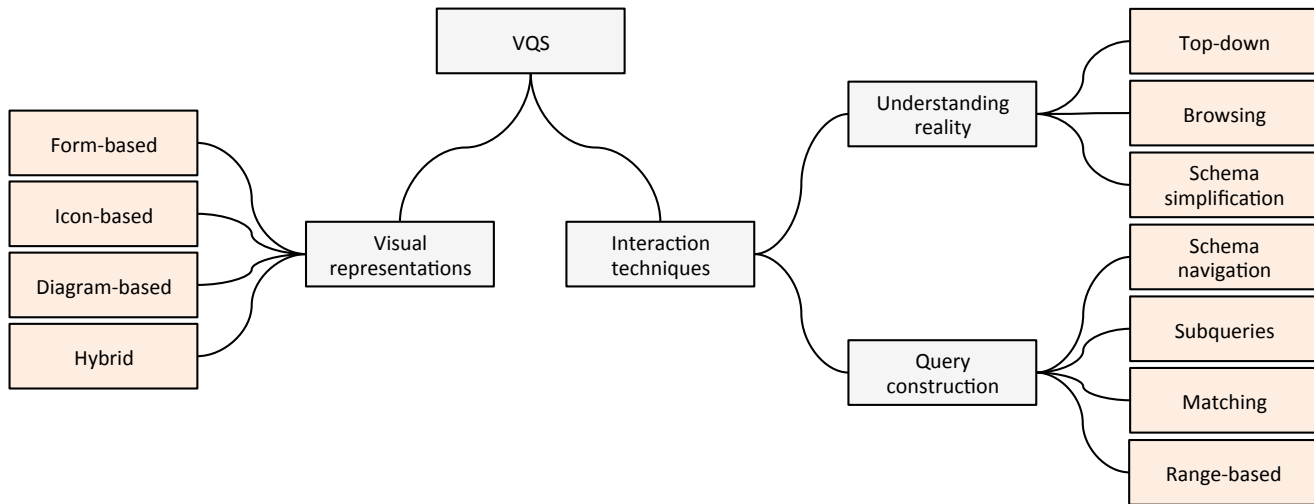 VQS
Form-based
Icon-based
Diagram-based
Hybrid
Visual
representations
Interaction
techniques
Understanding
reality
Top-down
Browsing
Schema
simplification
Query
construction
Schema
navigation
Subqueries
Matching
Range-based